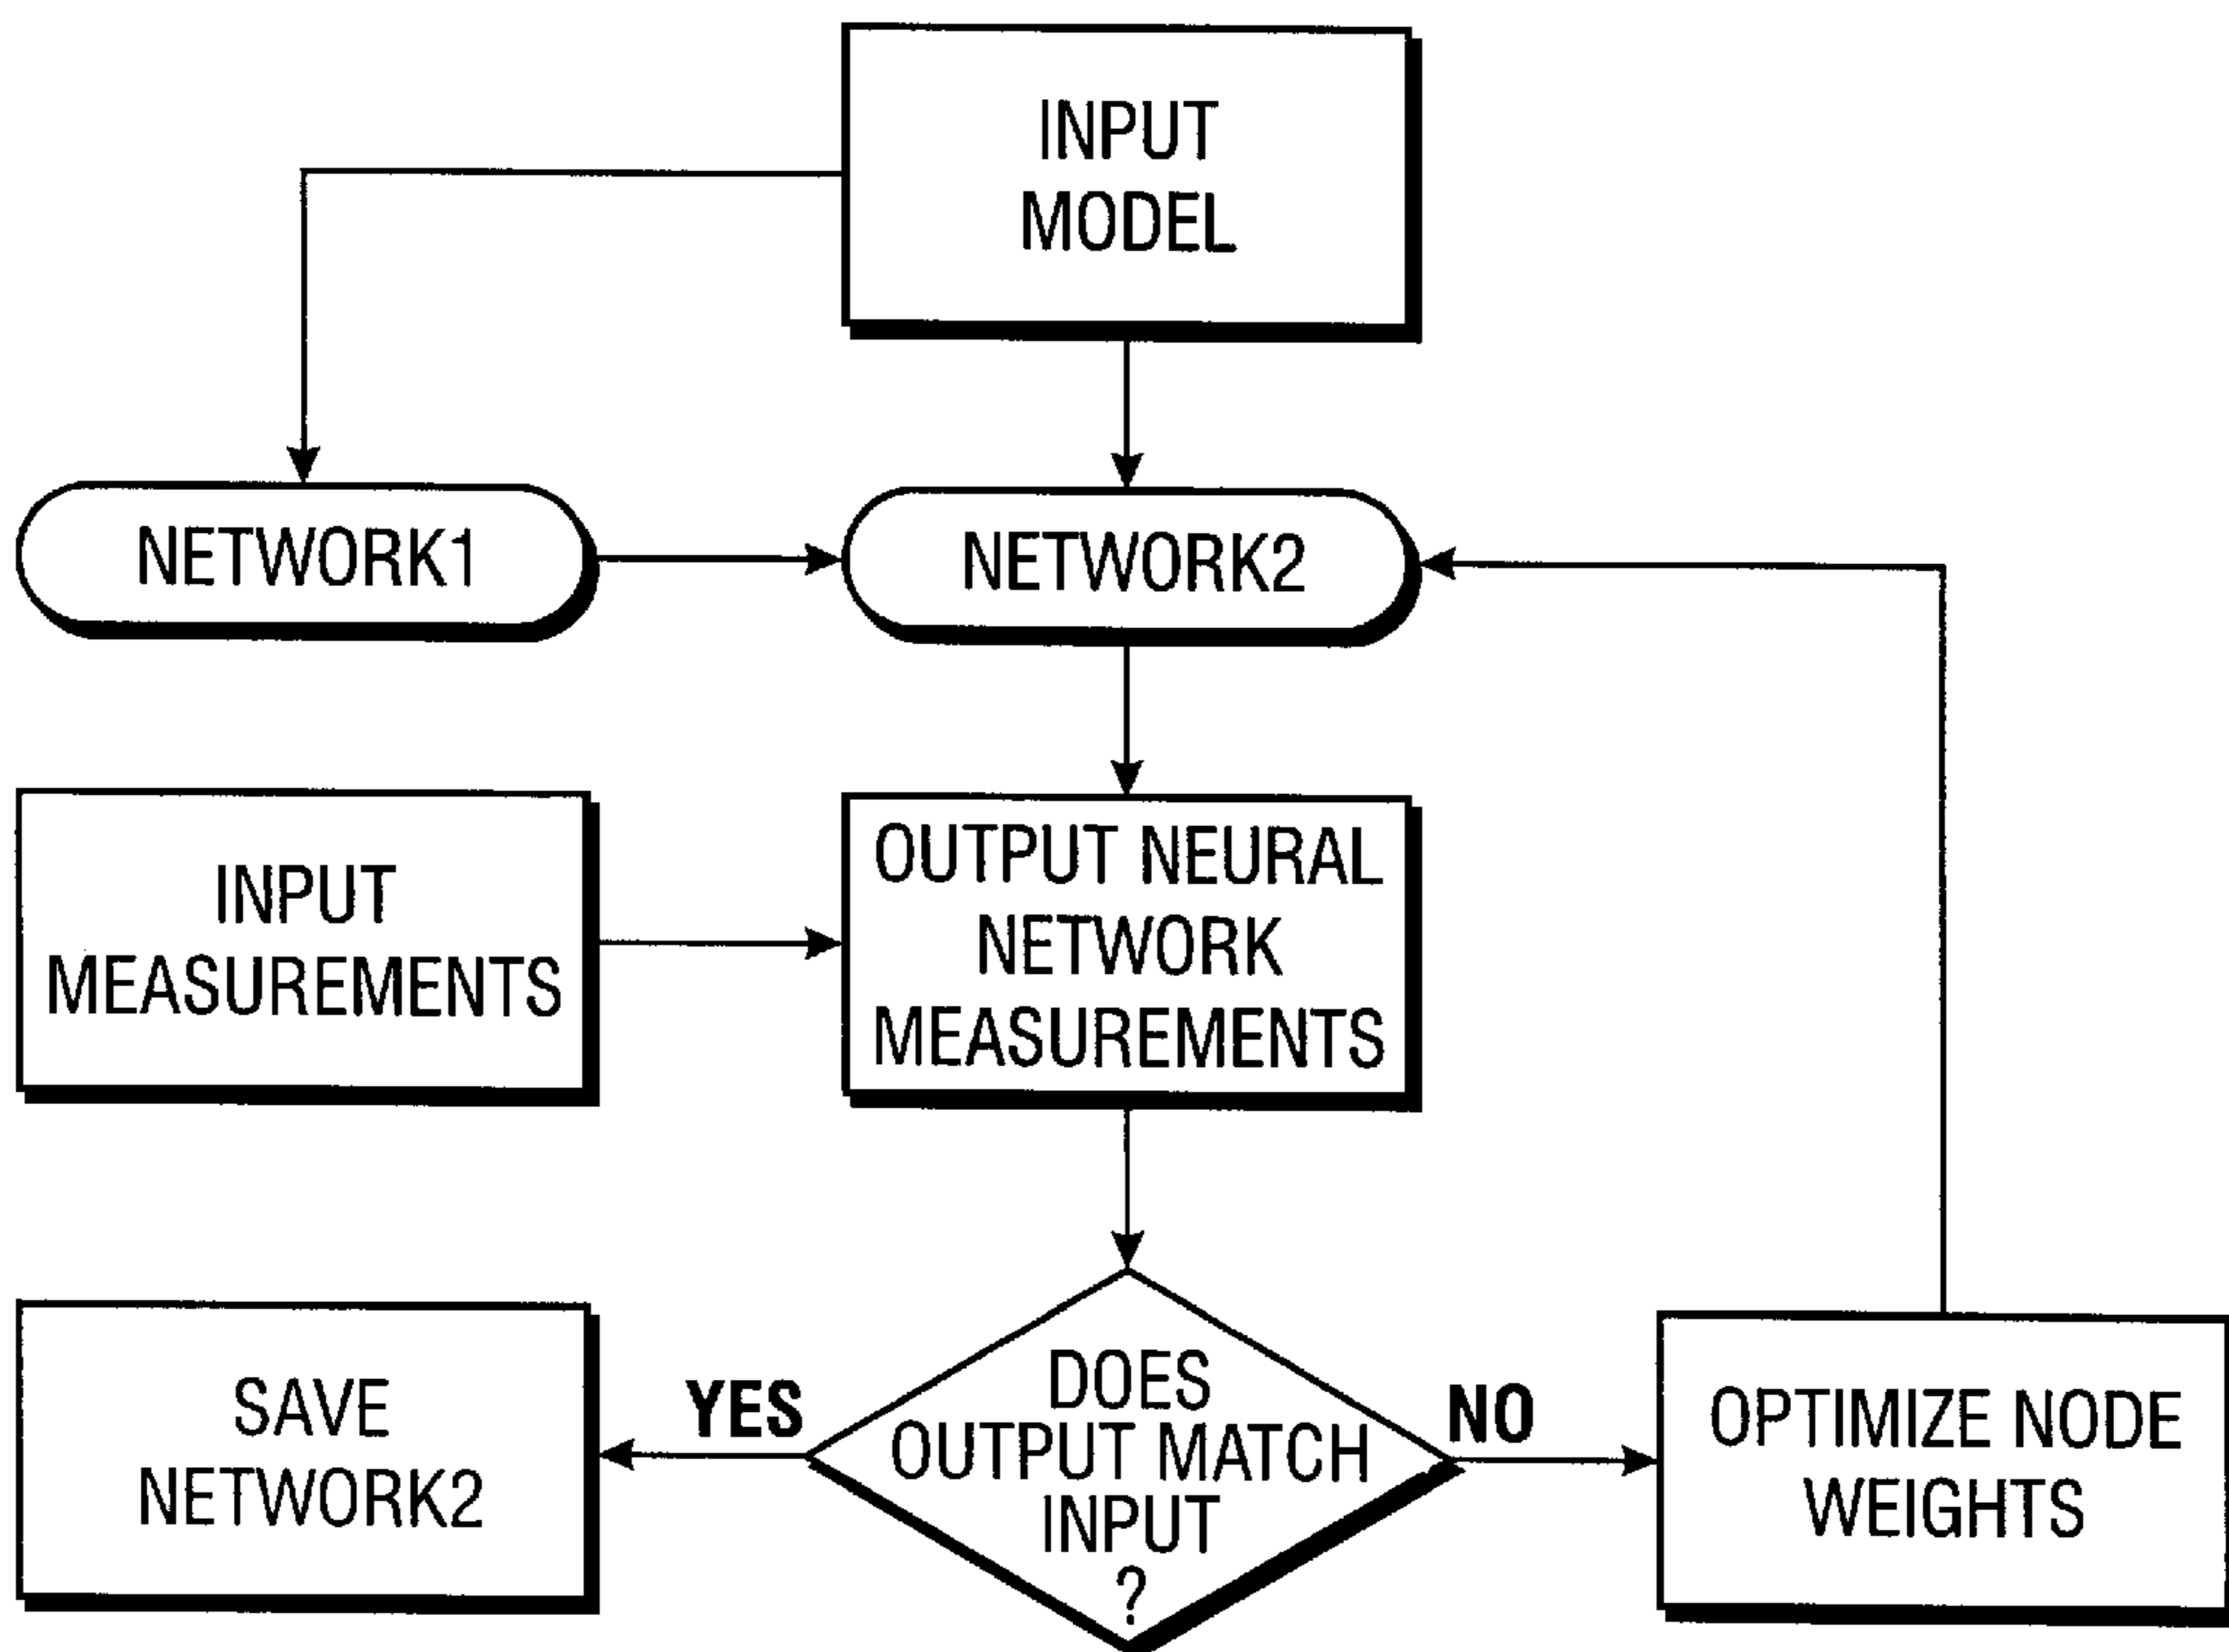 INPUT
MODEL
NETWORK1
NETWORK2
INPUT
MEASUREMENTS
OUTPUT NEURAL
NETWORK
MEASUREMENTS
SAVE
NETWORK2
YES
DOES
OUTPUT MATCH
INPUT
?
NO
OPTIMIZE NODE
WEIGHTS